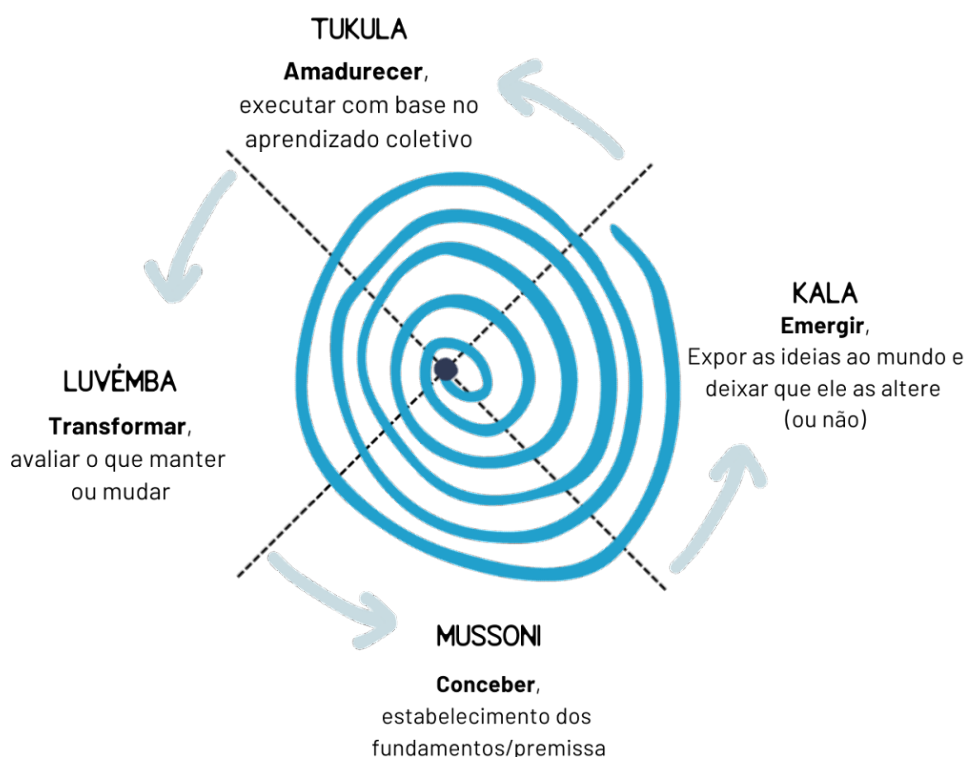 TUKULA
Amadurecer,
executar com base no
aprendizado coletivo
KALA
Emergir,
Expor as ideias ao mundo e
deixar que ele as altere
(ou não)
LUVÉMBA
Transformar,
avaliar o que manter
ou mudar
MUSSONI
Conceber,
estabelecimento dos
fundamentos/premissa